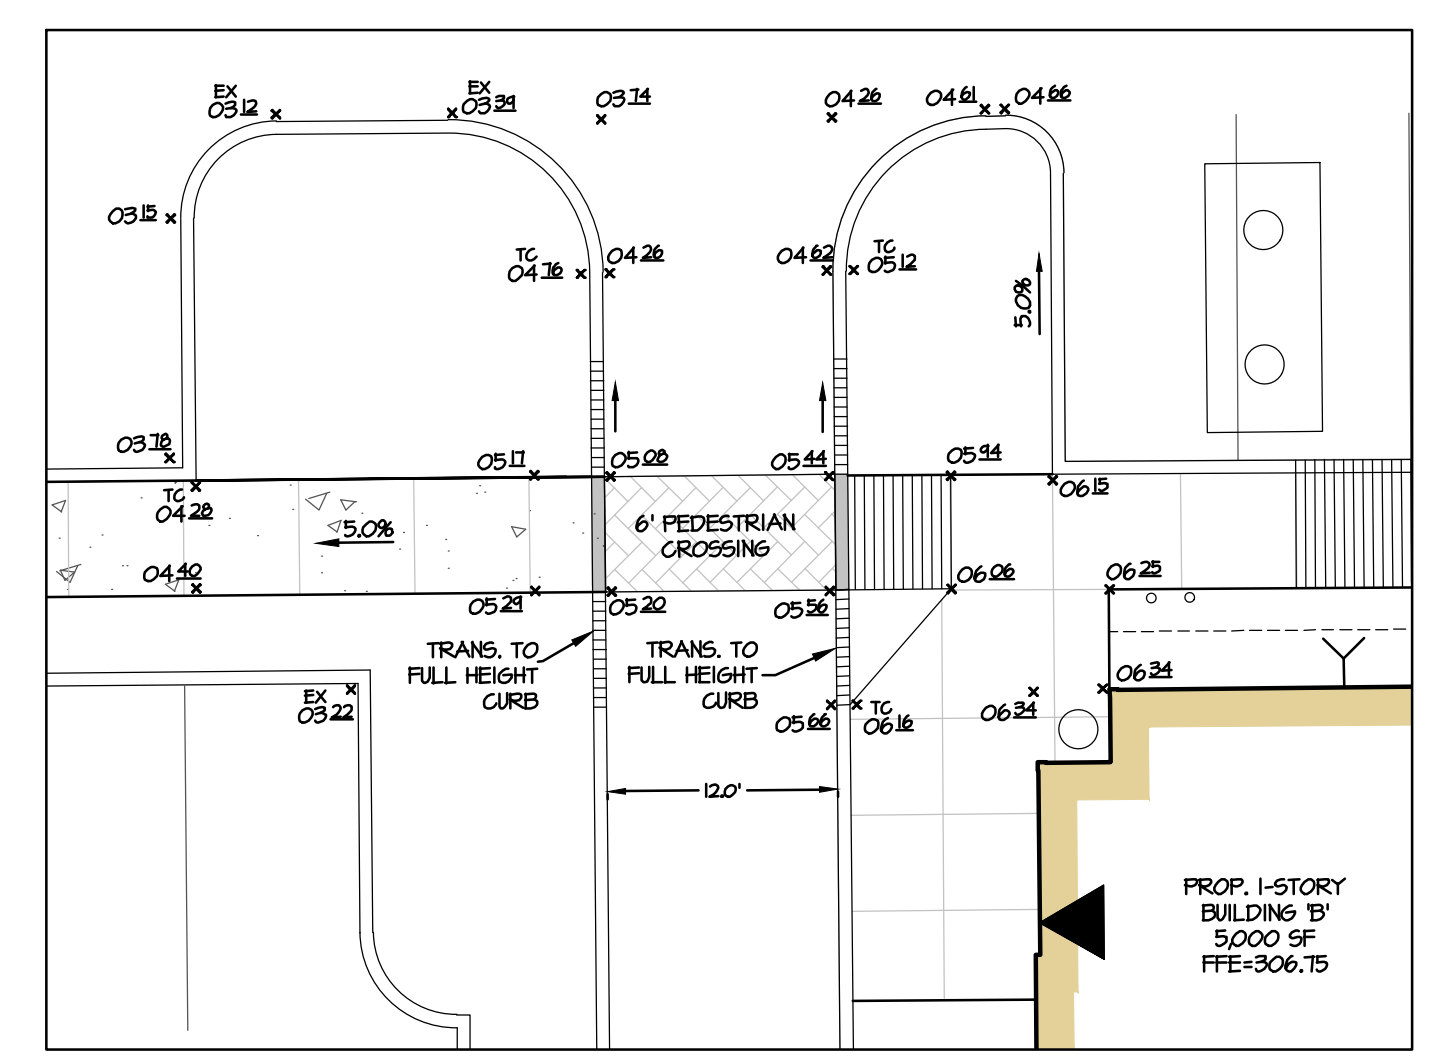 EX
0312
EX
0339
0374
0426
0461
0466
0315
TC
0476
0426
0462
TC
0512
5.0%
0378
0517
0508
0544
0594
TC
0428
0615
5.0%
6' PEDESTRIAN
CROSSING
0440
0529
0520
0556
0606
0625
TRANS. TO
FULL HEIGHT
CURB
TRANS. TO
FULL HEIGHT
CURB
0634
EX
0322
0566
TC
0616
0634
12.0'
PROP. 1-STORY
BUILDING 'B'
5,000 SF
FFE=306.75